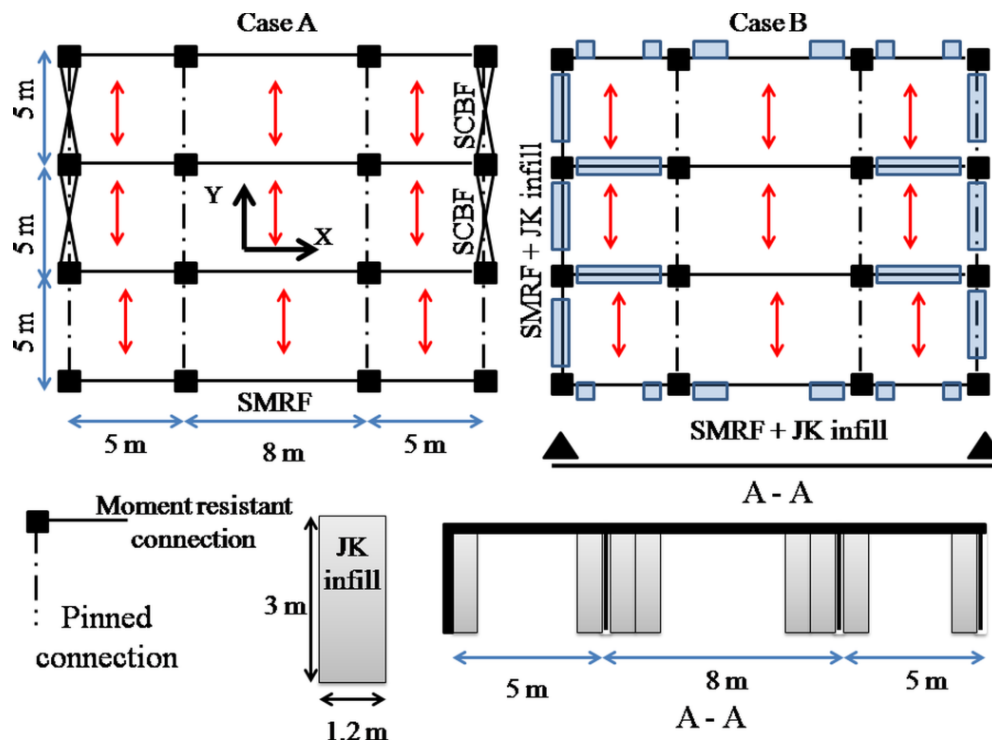 Case A
Case B
5 m
5 m
5 m
SCBF
SCBF
Y
X
SMRF
5 m
8 m
5 m
SMRF + JK infill
SMRF + JK infill
A - A
Moment resistant
connection
Pinned
connection
JK
infill
3 m
1,2 m
5 m
8 m
5 m
A - A